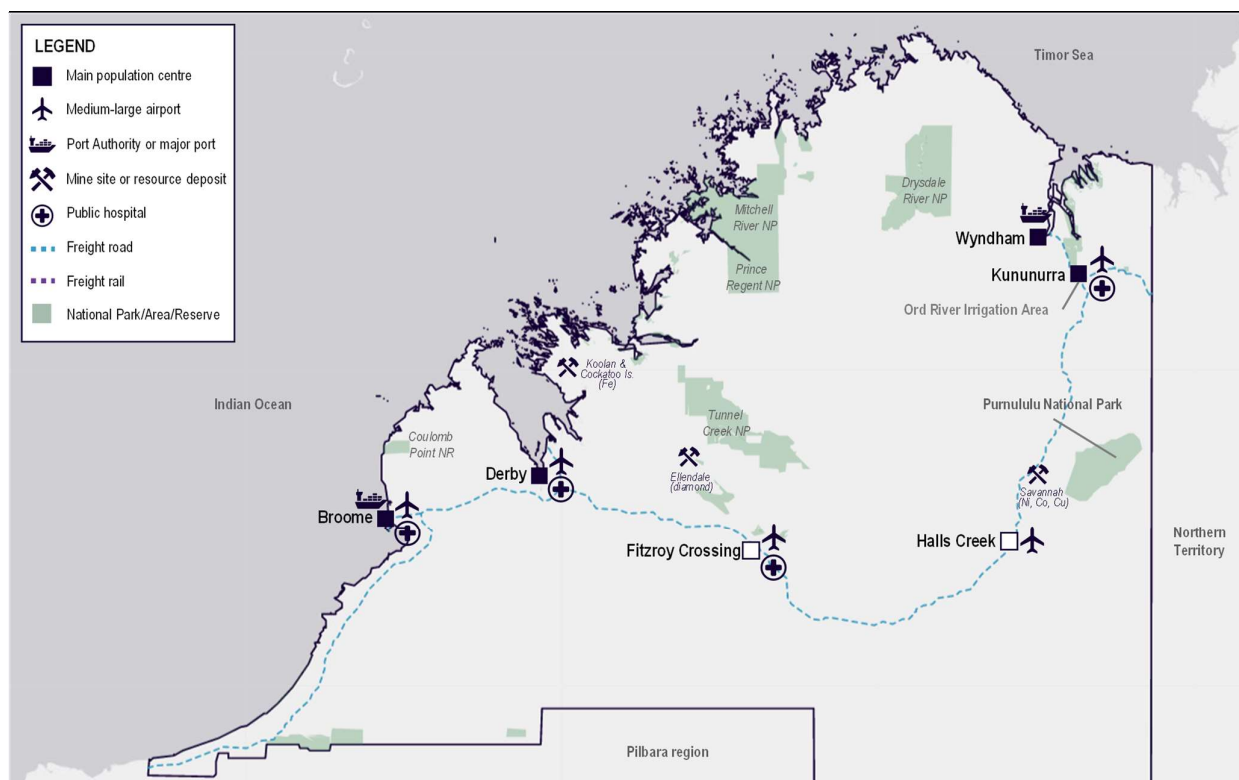 LEGEND
Main population centre
Medium-large airport
Port Authority or major port
Mine site or resource deposit
Public hospital
Freight road
Freight rail
National Park/Area/Reserve
Timor Sea
Drysdale
River NP
Mitchell
River NP
Wyndham
Prince
Regent NP
Kununurra
Ord River Irrigation Area
Koolan &
Cockatoo Is.
(Fe)
Indian Ocean
Purnululu National Park
Tunnel
Creek NP
Coulomb
Point NR
Derby
Ellendale
(diamond)
Savannah
(Ni, Co, Cu)
Broome
Fitzroy Crossing
Halls Creek
Northern
Territory
Pilbara region